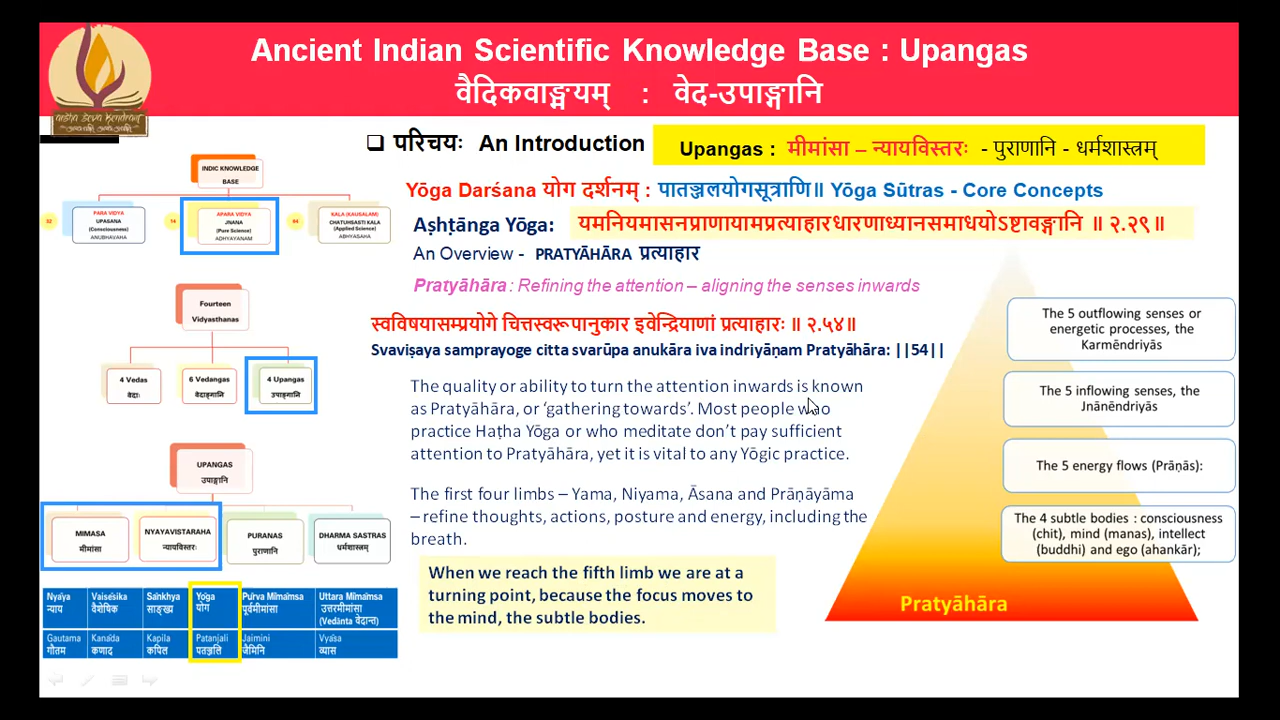 Ancient Indian Scientific Knowledge Base : Upangas
वैदिकवाङ्मयम् : वेद-उपाङ्गानि
arsha seva kendram
❑ परिचयः An Introduction
Upangas : मीमांसा – न्यायविस्तरः - पुराणानि - धर्मशास्त्रम्
Yōga Darśana योग दर्शनम् : पातञ्जलयोगसूत्राणि॥ Yōga Sūtras - Core Concepts
Aṣhṭānga Yōga: यमनियमासनप्राणायामप्रत्याहारधारणाध्यानसमाधयोऽष्टावङ्गानि ॥ २.२९॥
An Overview - PRATYĀHĀRA प्रत्याहार
Pratyāhāra : Refining the attention – aligning the senses inwards
स्वविषयासम्प्रयोगे चित्तस्वरूपानुकार इवेन्द्रियाणां प्रत्याहारः ॥ २.५४॥
Svaviṣaya samprayoge citta svarūpa anukāra iva indriyāṇam Pratyāhāra: ||54||
The quality or ability to turn the attention inwards is known
as Pratyāhāra, or ‘gathering towards’. Most people who
practice Haṭha Yōga or who meditate don’t pay sufficient
attention to Pratyāhāra, yet it is vital to any Yōgic practice.
The first four limbs – Yama, Niyama, Āsana and Prāṇāyāma
–refine thoughts, actions, posture and energy, including the
breath.
When we reach the fifth limb we are at a
turning point, because the focus moves to
the mind, the subtle bodies.
The 5 outflowing senses or
energetic processes, the
Karmēndriyās
The 5 inflowing senses, the
Jnānēndriyās
The 5 energy flows (Prāṇās):
The 4 subtle bodies : consciousness
(chit), mind (manas), intellect
(buddhi) and ego (ahankār);
Pratyāhāra
INDIC KNOWLEDGE
BASE
32
PARA VIDYA
UPASANA
(Consciousness)
ANUBHAVAHA
14
APARA VIDYA
JNANA
(Pure Science)
ADHYAYANAM
64
KALA (KAUSALAM)
CHATUHSASTI KALA
(Applied Science)
ABHYASAHA
Fourteen
Vidyasthanas
4 Vedas
वेदाः
6 Vedangas
वेदाङ्गानि
4 Upangas
उपाङ्गानि
UPANGAS
उपाङ्गानि
MIMASA
मीमांसा
NYAYAVISTARAHA
न्यायविस्तरः
PURANAS
पुराणानि
DHARMA SASTRAS
धर्मशास्त्रम्
Nyāya Vaiśeṣika Sāṅkhya Yōga Pūrva Mīmāṁsa Uttara Mīmāṁsa
न्याय वैशेषिक साङ्ख्य योग पूर्वमीमांसा उत्तरमीमांसा
(Vedānta वेदान्त)
Gautama Kanāda Kapila Patanjali Jaimini Vyāsa
गौतम कणाद कपिल पतञ्जलि जैमिनि व्यास